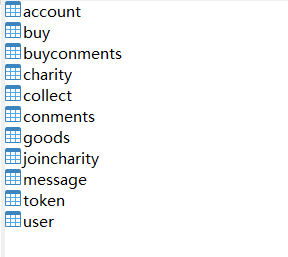 account
buy
buyconments
charity
collect
conments
goods
joincharity
message
token
user